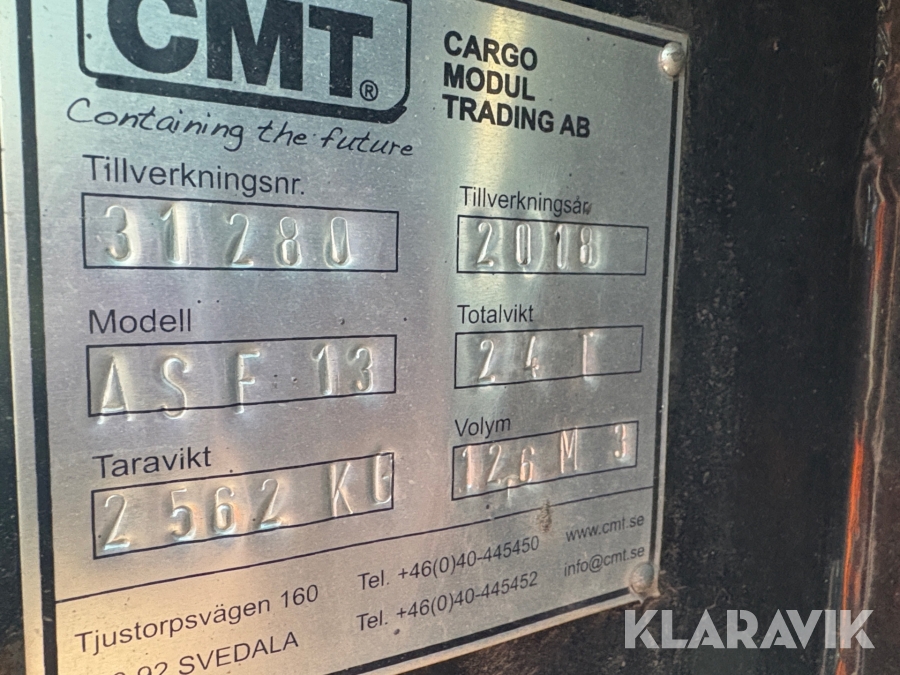 CMT®
Containing the future
CARGO
MODUL
TRADING AB
Tillverkningsnr.
31280
Tillverkningsår
2018
Modell
ASF 13
Totalvikt
24 T
Taravikt
2562 KG
Volym
12,6 M 3
Tjustorpsvägen 160
92 SVEDALA
Tel. +46(0)40-445450
Tel. +46(0)40-445452
www.cmt.se
info@cmt.se
KLARAVIK